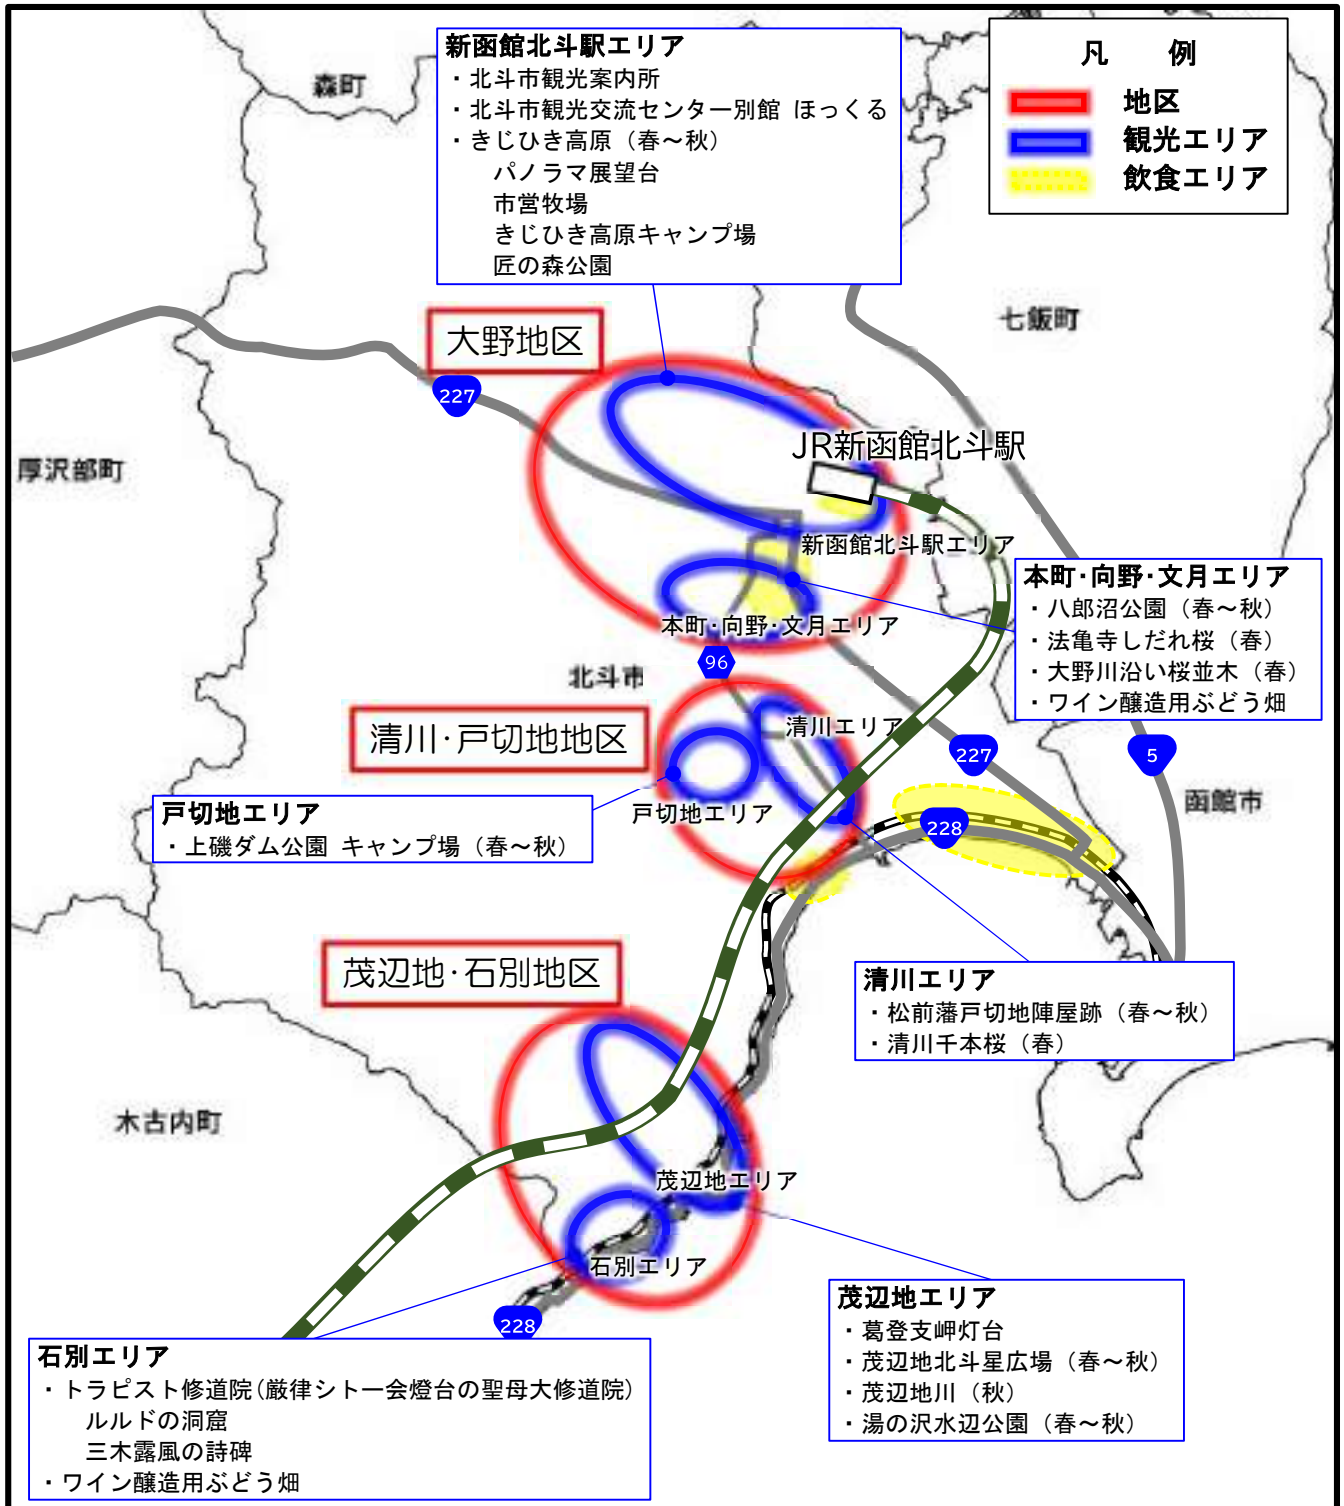 新函館北斗駅エリア
・北斗市観光案内所
・北斗市観光交流センター別館 ほっくる
・きじひき高原（春～秋）
パノラマ展望台
市営牧場
きじひき高原キャンプ場
匠の森公園
凡 例
地区
観光エリア
飲食エリア
森町
七飯町
大野地区
227
厚沢部町
JR新函館北斗駅
新函館北斗駅エリア
本町･向野･文月エリア
・八郎沼公園（春～秋）
・法亀寺しだれ桜（春）
・大野川沿い桜並木（春）
・ワイン醸造用ぶどう畑
本町･向野･文月エリア
96
北斗市
清川･戸切地地区
清川エリア
227
5
函館市
戸切地エリア
・上磯ダム公園 キャンプ場（春～秋）
戸切地エリア
228
茂辺地･石別地区
清川エリア
・松前藩戸切地陣屋跡（春～秋）
・清川千本桜（春）
木古内町
茂辺地エリア
石別エリア
228
茂辺地エリア
・葛登支岬灯台
・茂辺地北斗星広場（春～秋）
・茂辺地川（秋）
・湯の沢水辺公園（春～秋）
石別エリア
・トラピスト修道院(厳律シトー会燈台の聖母大修道院)
ルルドの洞窟
三木露風の詩碑
・ワイン醸造用ぶどう畑